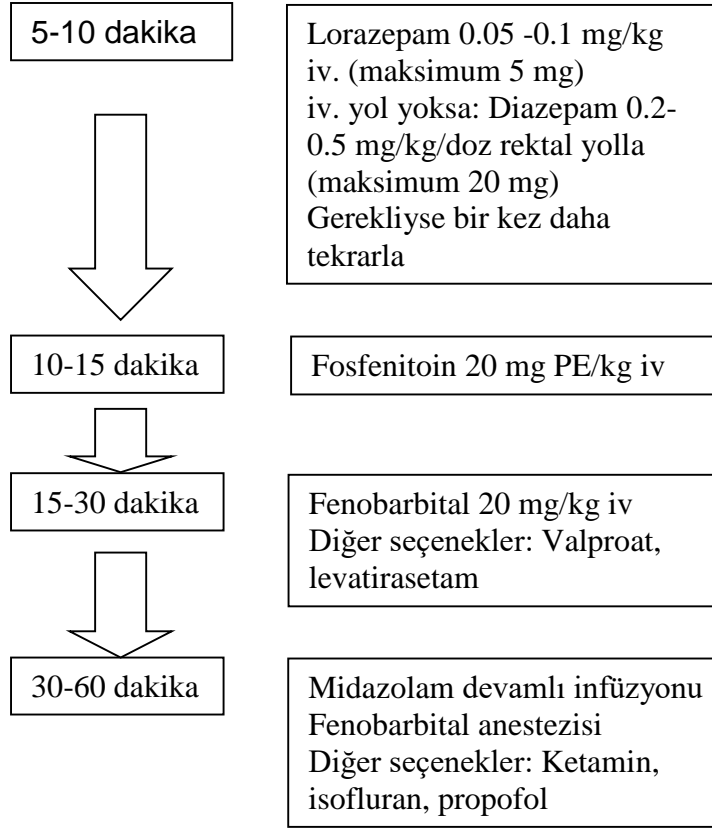 5-10 dakika
Lorazepam 0.05 -0.1 mg/kg
iv. (maksimum 5 mg)
iv. yol yoksa: Diazepam 0.2-
0.5 mg/kg/doz rektal yolla
(maksimum 20 mg)
Gerekliyse bir kez daha
tekrarla
10-15 dakika
Fosfenitoin 20 mg PE/kg iv
15-30 dakika
Fenobarbital 20 mg/kg iv
Diğer seçenekler: Valproat,
levatirasetam
30-60 dakika
Midazolam devamlı infüzyonu
Fenobarbital anestezisi
Diğer seçenekler: Ketamin,
isofluran, propofol